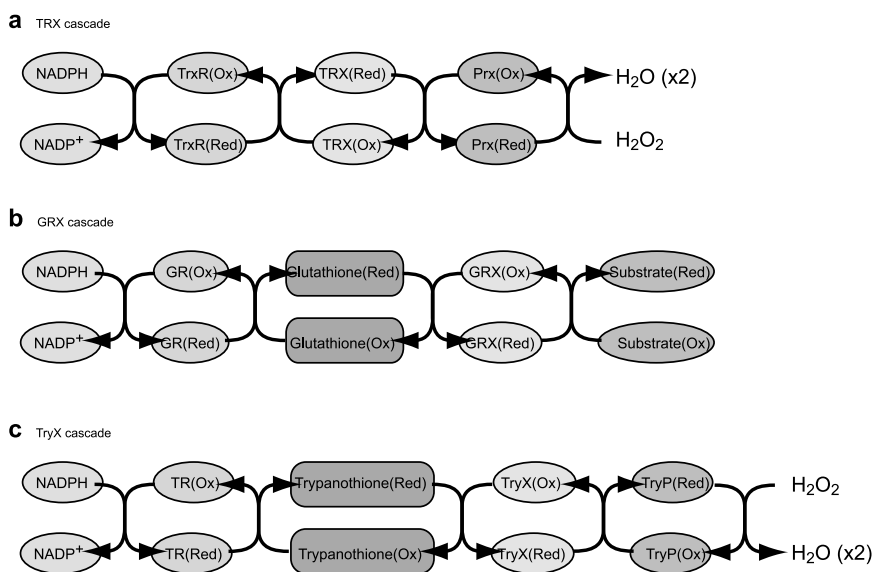 a TRX cascade
NADPH TrxR(Ox) TRX(Red) Prx(Ox) H₂O (x2)
NADP⁺ TrxR(Red) TRX(Ox) Prx(Red) H₂O₂
b GRX cascade
NADPH GR(Ox) Glutathione(Red) GRX(Ox) Substrate(Red)
NADP⁺ GR(Red) Glutathione(Ox) GRX(Red) Substrate(Ox)
c TryX cascade
NADPH TR(Ox) Trypanothione(Red) TryX(Ox) TryP(Red) H₂O₂
NADP⁺ TR(Red) Trypanothione(Ox) TryX(Red) TryP(Ox) H₂O (x2)